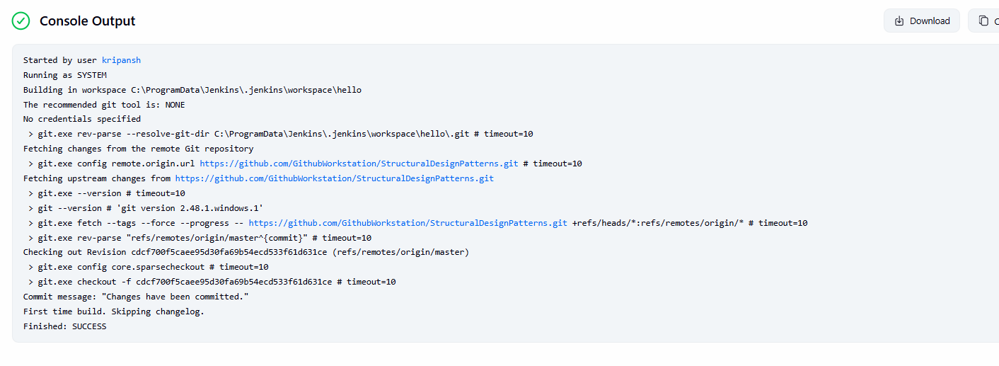 Console Output
Download
Started by user kripansh
Running as SYSTEM
Building in workspace C:\ProgramData\Jenkins\.jenkins\workspace\hello
The recommended git tool is: NONE
No credentials specified
> git.exe rev-parse --resolve-git-dir C:\ProgramData\Jenkins\.jenkins\workspace\hello\.git # timeout=10
Fetching changes from the remote Git repository
> git.exe config remote.origin.url https://github.com/GithubWorkstation/StructuralDesignPatterns.git # timeout=10
Fetching upstream changes from https://github.com/GithubWorkstation/StructuralDesignPatterns.git
> git.exe --version # timeout=10
> git --version # 'git version 2.48.1.windows.1'
> git.exe fetch --tags --force --progress -- https://github.com/GithubWorkstation/StructuralDesignPatterns.git +refs/heads/*:refs/remotes/origin/* # timeout=10
> git.exe rev-parse "refs/remotes/origin/master^{commit}" # timeout=10
Checking out Revision cdcf700f5caee95d30fa69b54ecd533f61d631ce (refs/remotes/origin/master)
> git.exe config core.sparsecheckout # timeout=10
> git.exe checkout -f cdcf700f5caee95d30fa69b54ecd533f61d631ce # timeout=10
Commit message: "Changes have been committed."
First time build. Skipping changelog.
Finished: SUCCESS